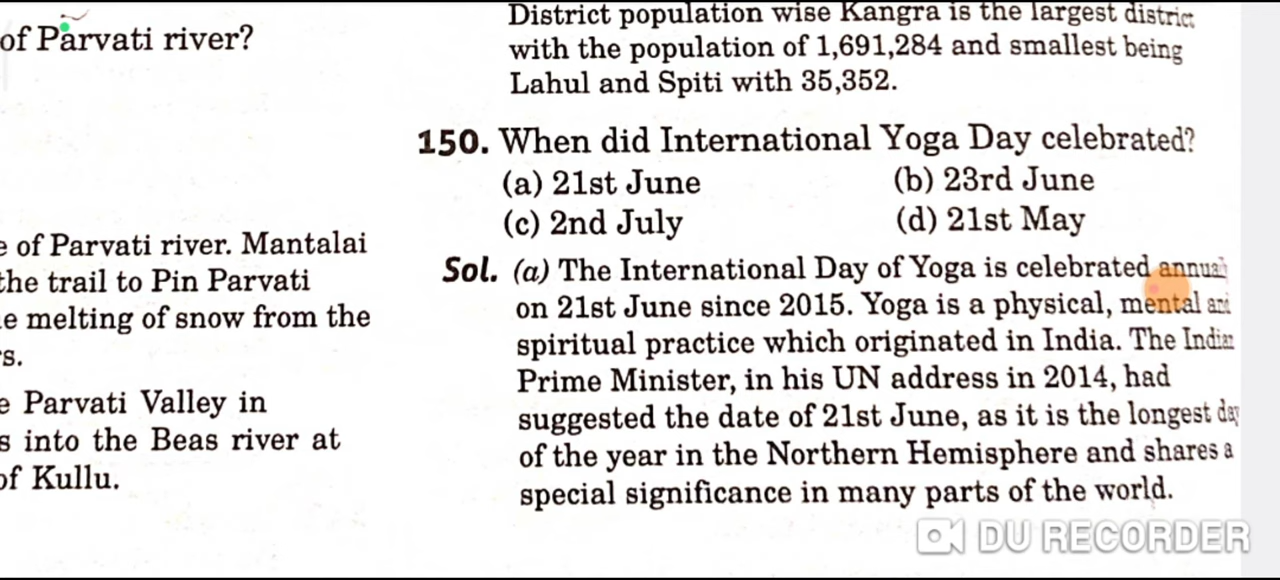 of Parvati river?
of Parvati river. Mantalai
the trail to Pin Parvati
melting of snow from the
Parvati Valley in
into the Beas river at
of Kullu.
District population wise Kangra is the largest district
with the population of 1,691,284 and smallest being
Lahul and Spiti with 35,352.
150. When did International Yoga Day celebrated?
(a) 21st June (b) 23rd June
(c) 2nd July (d) 21st May
Sol. (a) The International Day of Yoga is celebrated annual
on 21st June since 2015. Yoga is a physical, mental and
spiritual practice which originated in India. The Indian
Prime Minister, in his UN address in 2014, had
suggested the date of 21st June, as it is the longest day
of the year in the Northern Hemisphere and shares a
special significance in many parts of the world.
DU RECORDER